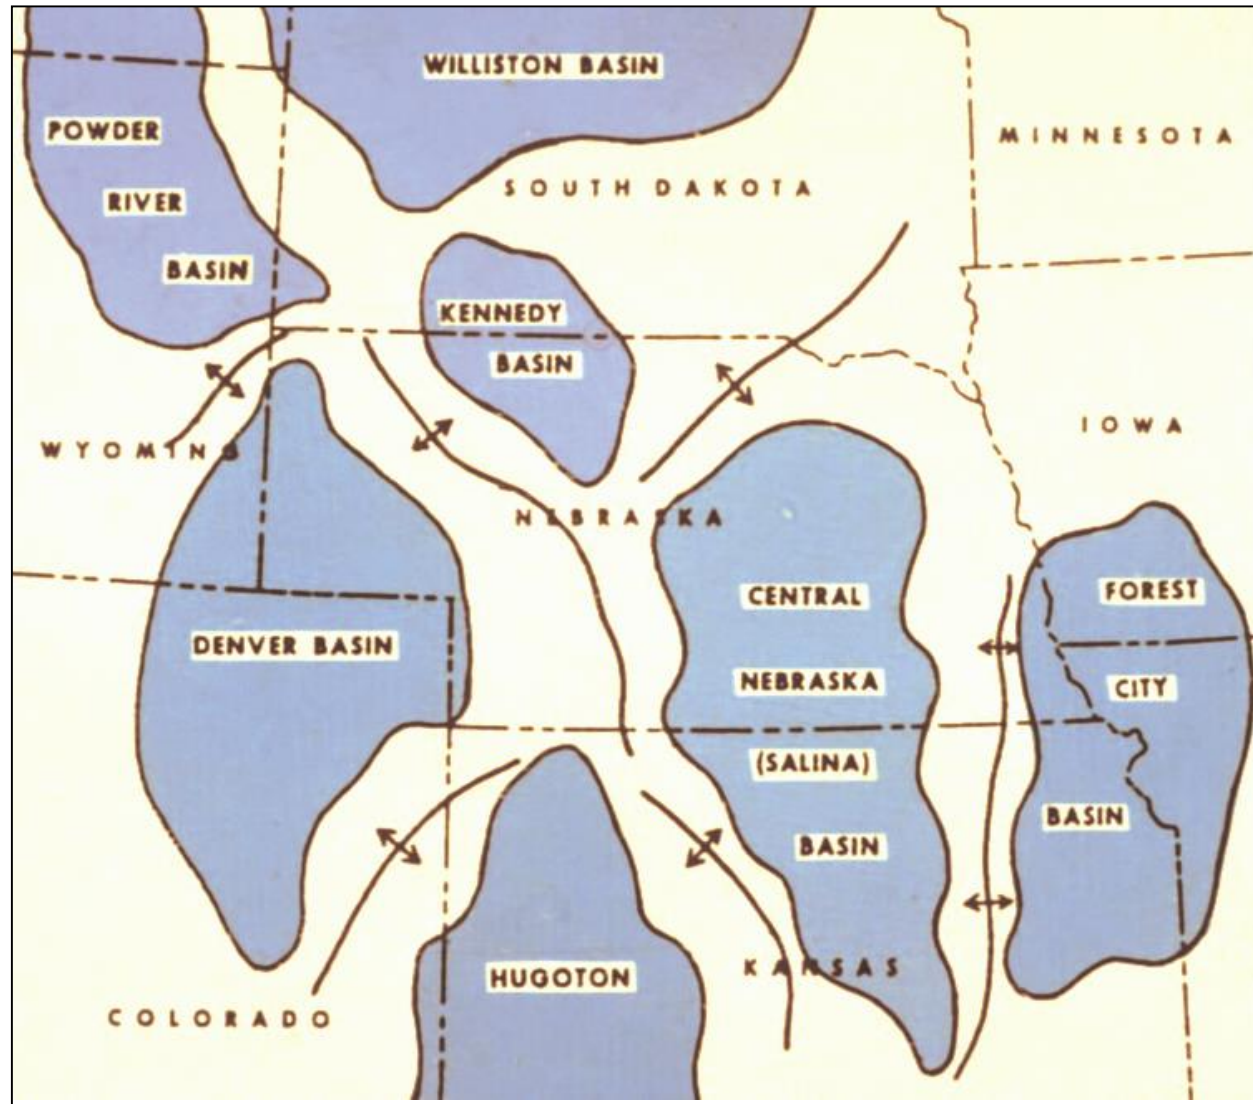 WILLISTON BASIN
POWDER
RIVER
BASIN
MINNESOTA
SOUTH DAKOTA
KENNEDY
BASIN
WYOMING
IOWA
NEBRASKA
CENTRAL
NEBRASKA
(SALINA)
BASIN
FOREST
CITY
BASIN
DENVER BASIN
HUGOTON
KANSAS
COLORADO